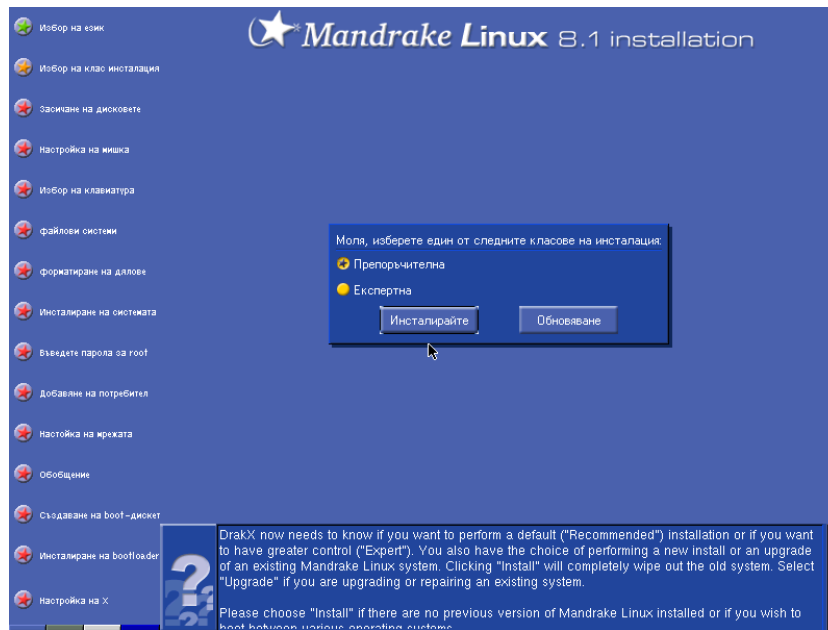 Mandrake Linux 8.1 installation
Избор на език
Избор на клас инсталация
Засичане на дисковете
Настройка на мишка
Избор на клавиатура
файлови системи
форматиране на дялове
Инсталиране на системата
Въведете парола за root
Добавяне на потребител
Настойка на мрежата
Обобщение
Създаване на boot-дискет
Инсталиране на bootloader
Настройка на X
Моля, изберете един от следните класове на инсталация:
Препоръчителна
Експертна
Инсталирайте
Обновяване
DrakX now needs to know if you want to perform a default ("Recommended") installation or if you want
to have greater control ("Expert"). You also have the choice of performing a new install or an upgrade
of an existing Mandrake Linux system. Clicking "Install" will completely wipe out the old system. Select
"Upgrade" if you are upgrading or repairing an existing system.
Please choose "Install" if there are no previous version of Mandrake Linux installed or if you wish to
boot between various operating systems.